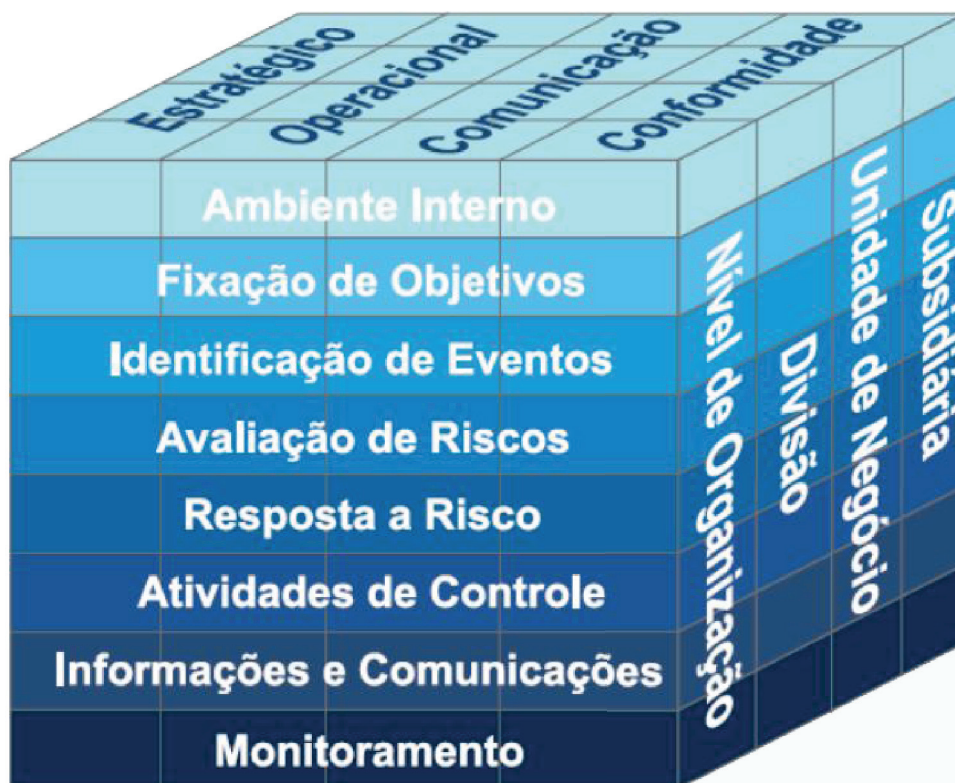 Estratégico
Operacional
Comunicação
Conformidade
Ambiente Interno
Fixação de Objetivos
Identificação de Eventos
Avaliação de Riscos
Resposta a Risco
Atividades de Controle
Informações e Comunicações
Monitoramento
Nível de Organização
Divisão
Unidade de Negócio
Subsidiaria